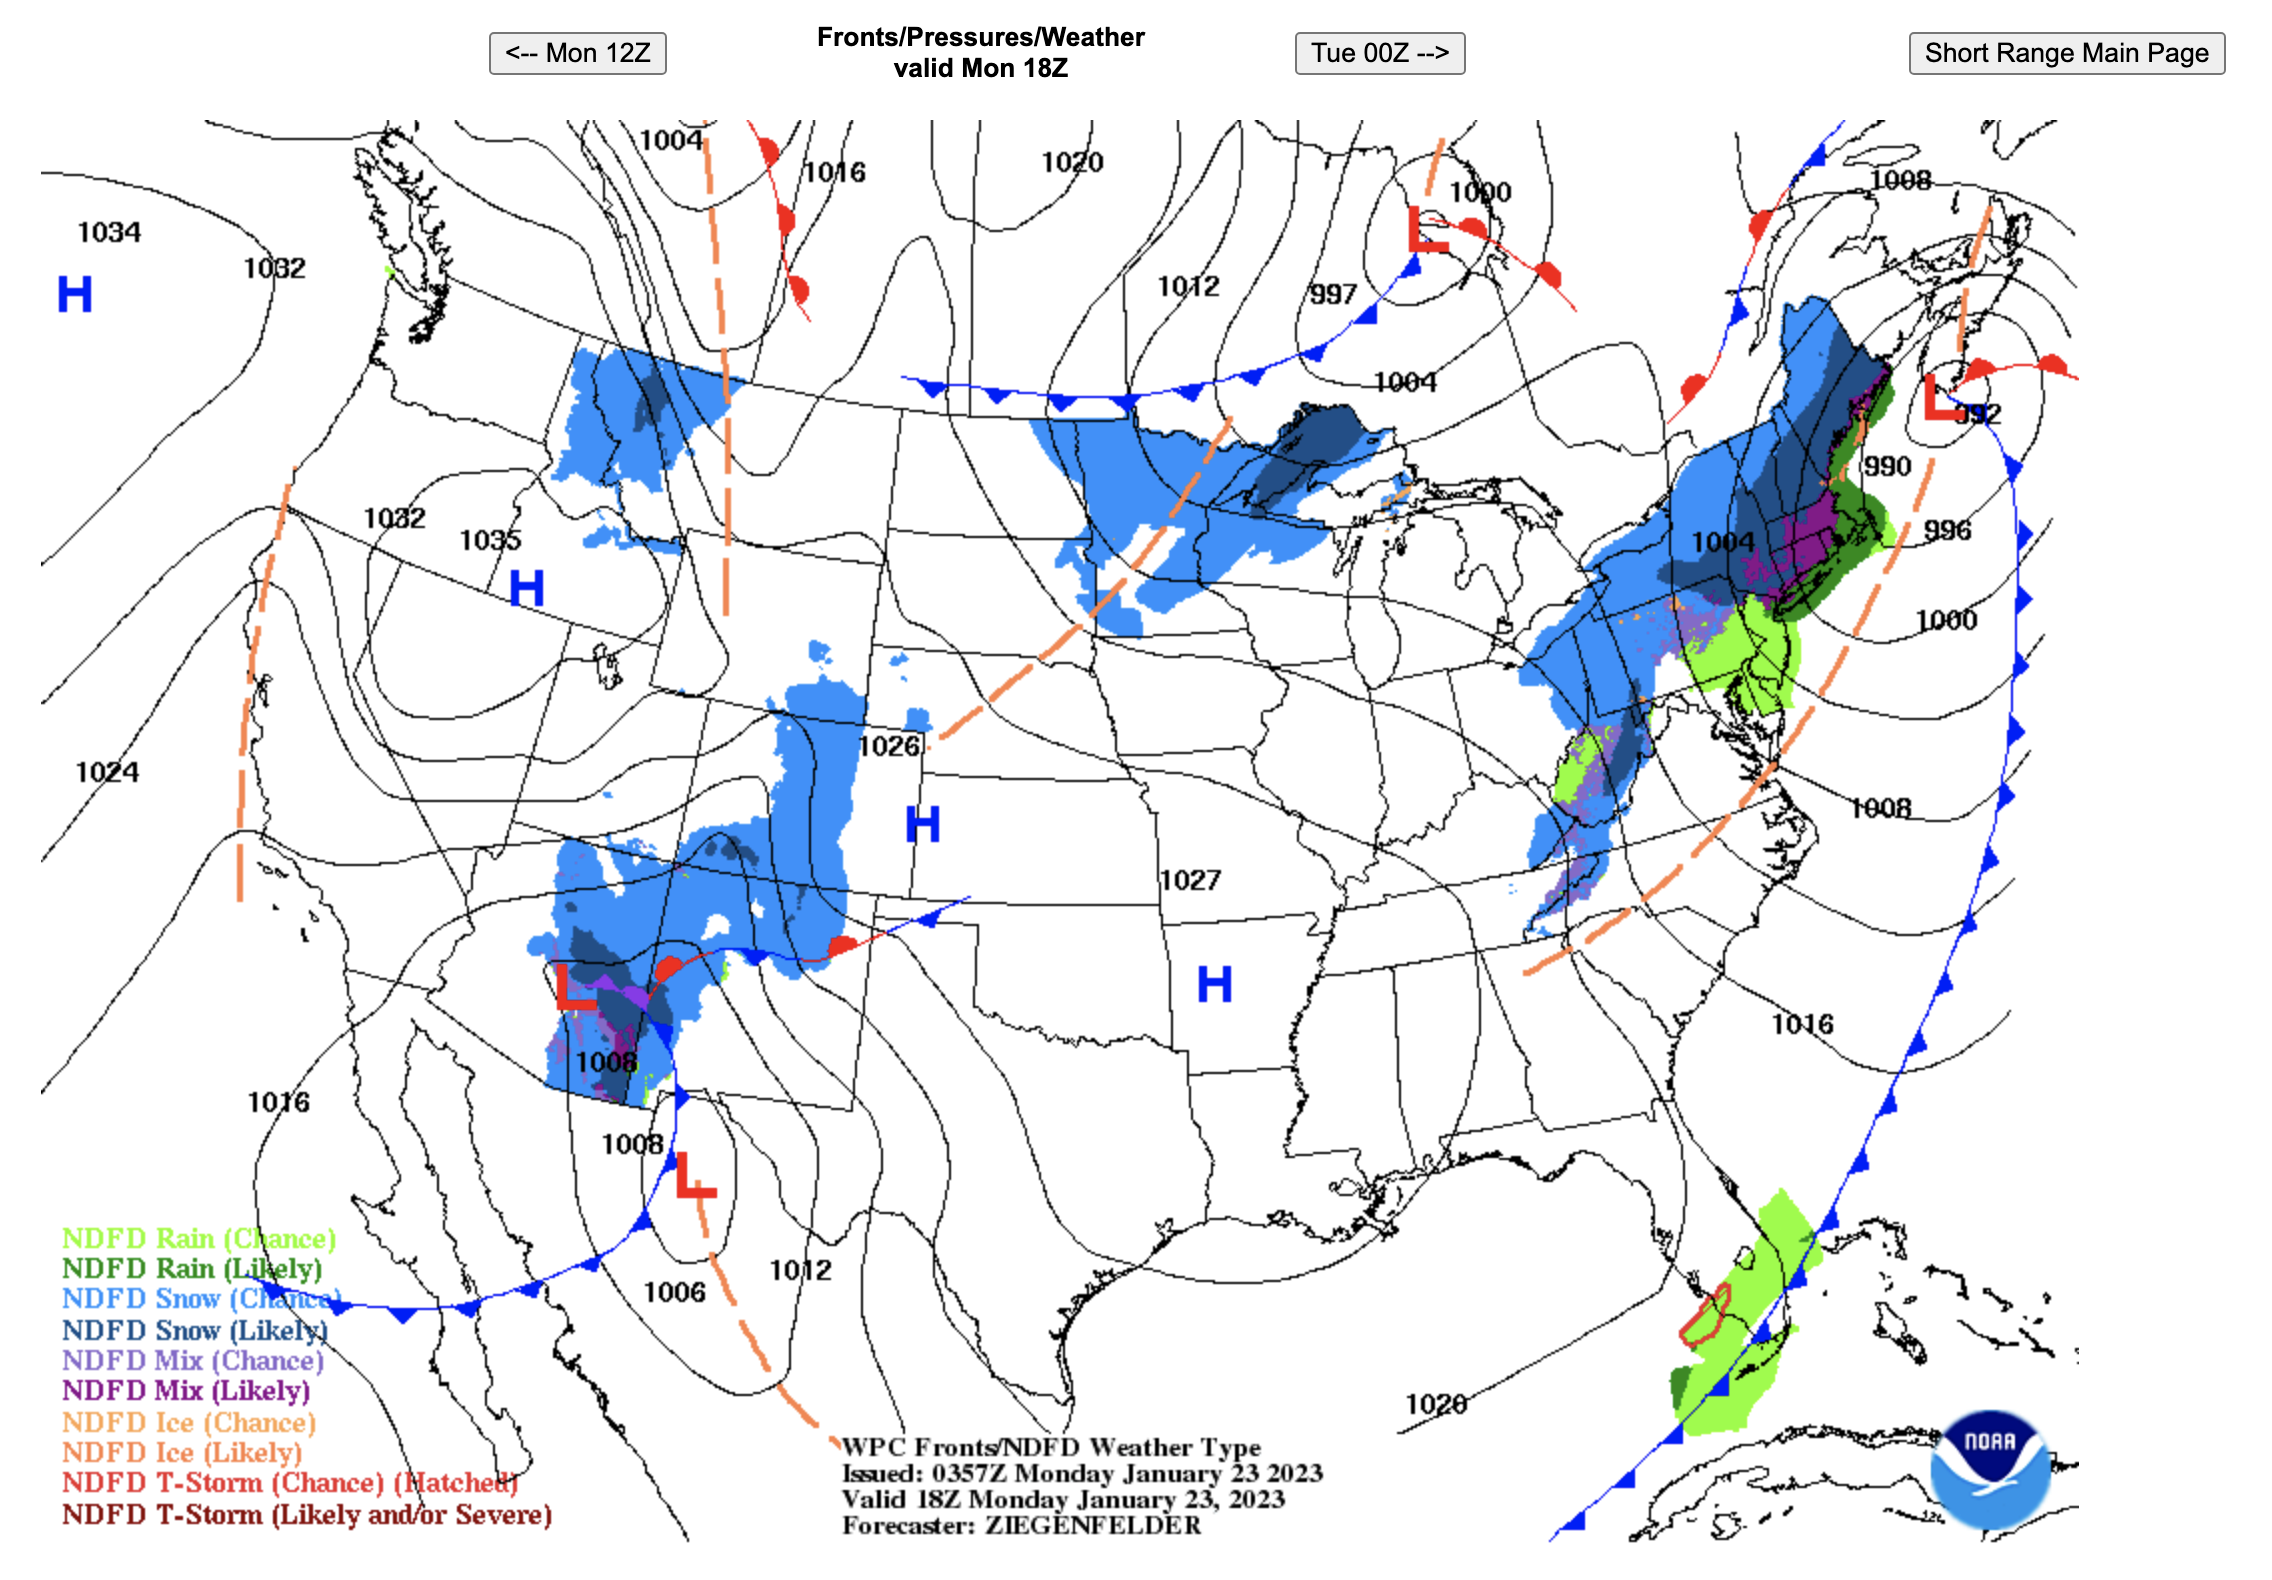 <-- Mon 12Z
Fronts/Pressures/Weather
valid Mon 18Z
Tue 00Z -->
Short Range Main Page
1004
1016
1020
1000
1008
1034
1032
H
L
1012
997
1004
L
992
990
1032
1035
H
1004
996
1000
1026
1024
H
1008
1027
L
H
1016
1008
1016
1008
L
1006
1012
1020
NDFD Rain (Chance)
NDFD Rain (Likely)
NDFD Snow (Chance)
NDFD Snow (Likely)
NDFD Mix (Chance)
NDFD Mix (Likely)
NDFD Ice (Chance)
NDFD Ice (Likely)
NDFD T-Storm (Chance) (Hatched)
NDFD T-Storm (Likely and/or Severe)
WPC Fronts/NDFD Weather Type
Issued: 0357Z Monday January 23 2023
Valid 18Z Monday January 23, 2023
Forecaster: ZIEGENFELDER
NOAA